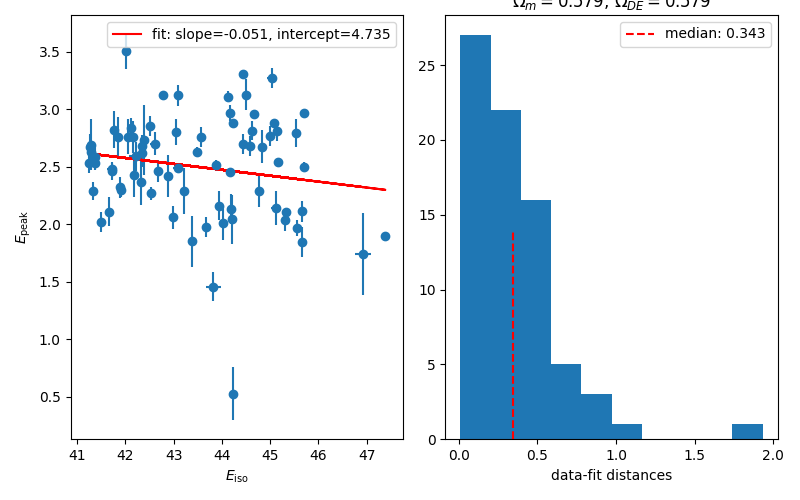 fit: slope=-0.051, intercept=4.735
3.5
3.0
2.5
2.0
1.5
1.0
0.5
E_peak
41 42 43 44 45 46 47
E_iso
Ω_m = 0.579, Ω_DE = 0.579
median: 0.343
25
20
15
10
5
0
0.0 0.5 1.0 1.5 2.0
data-fit distances